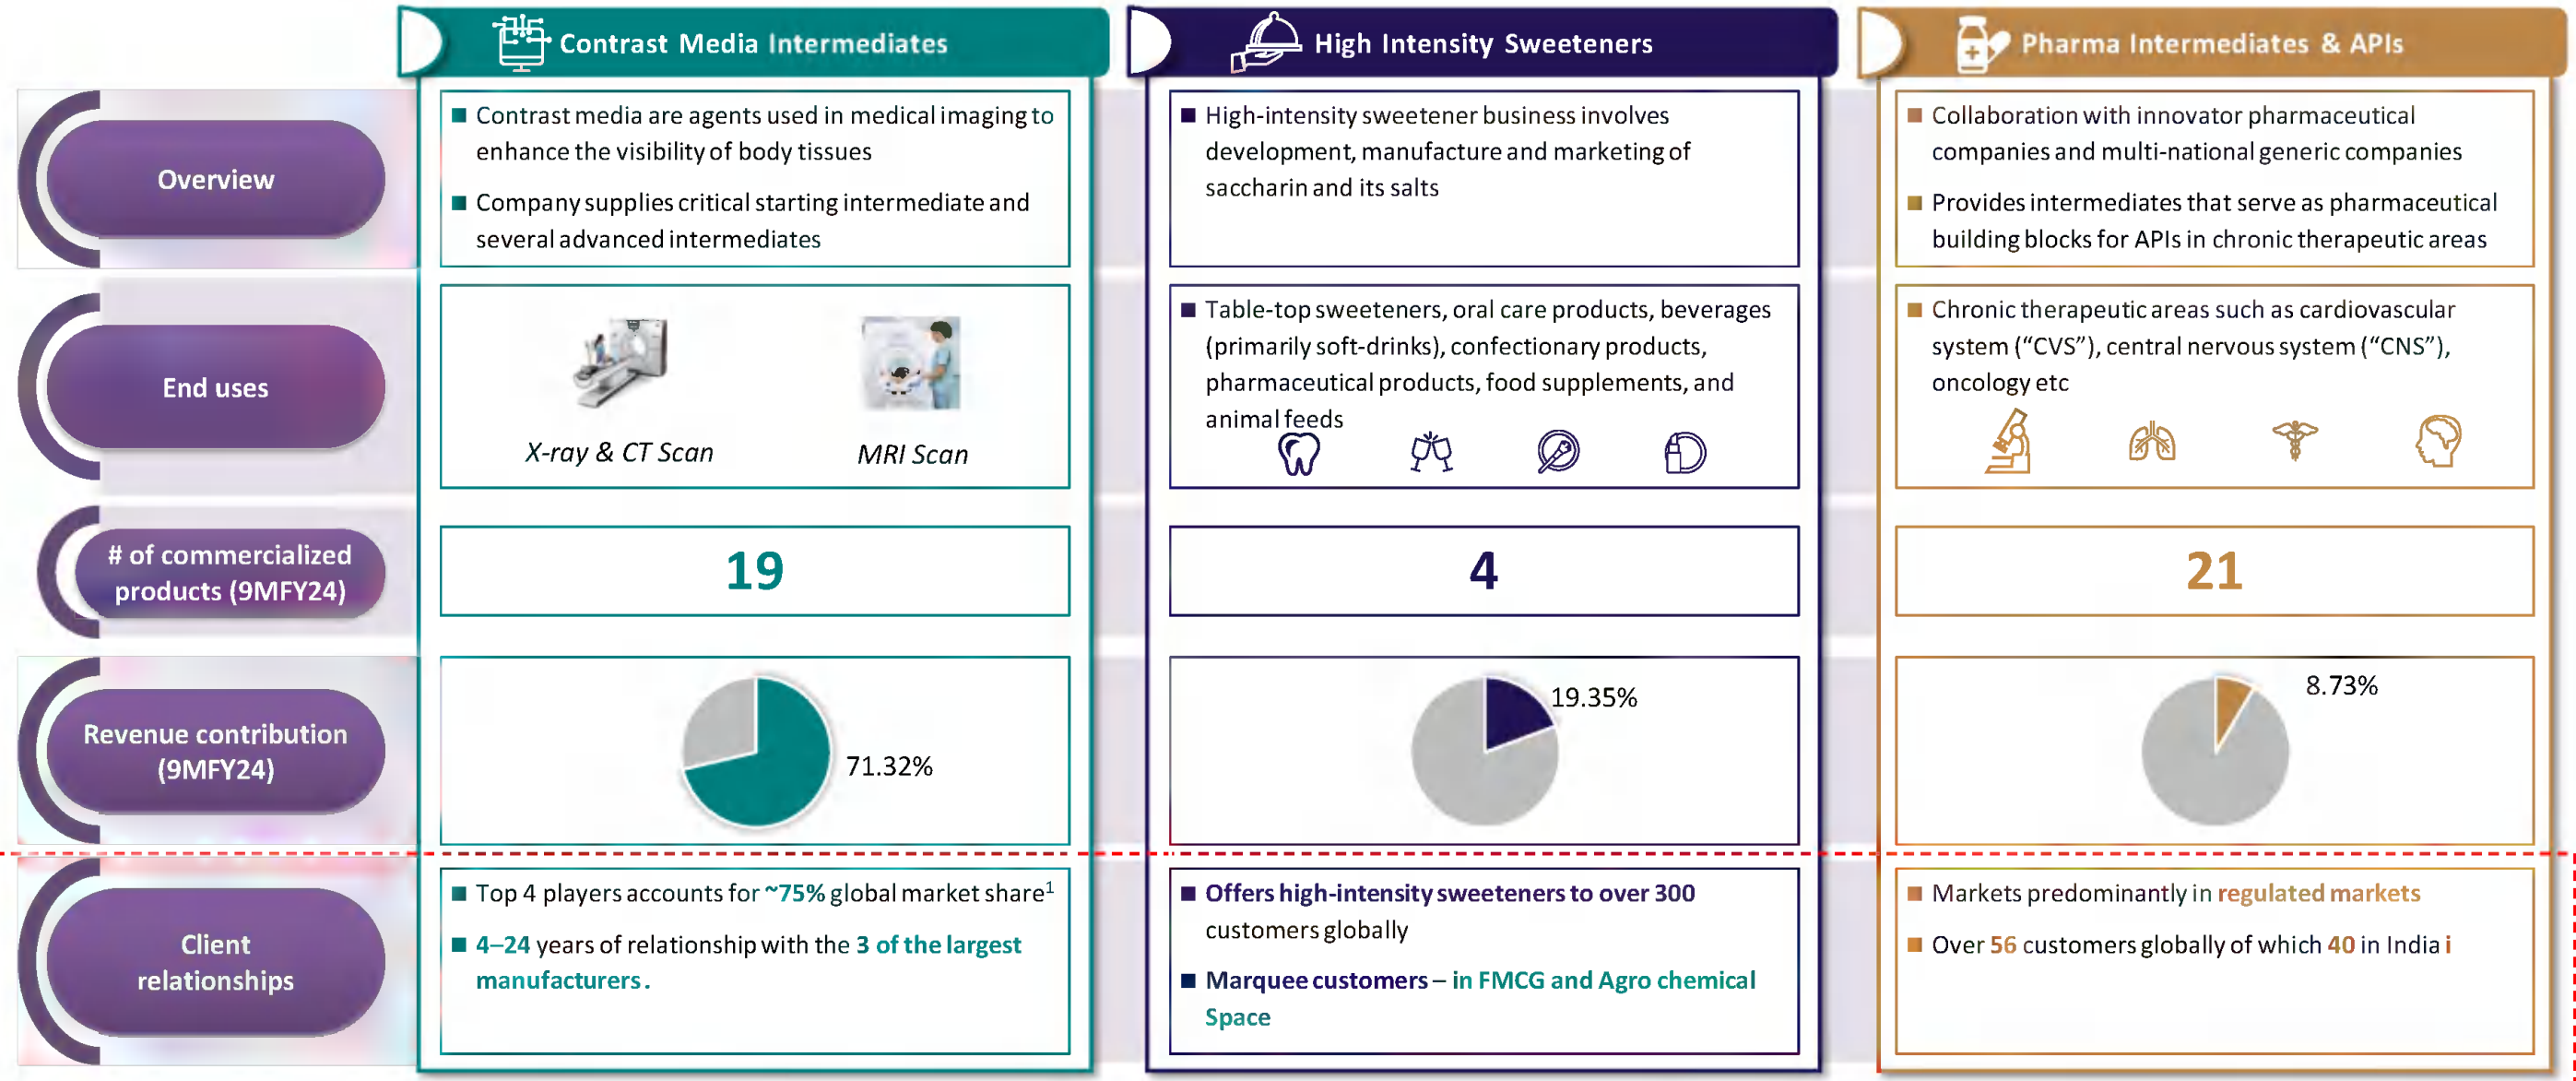 Contrast Media Intermediates
High Intensity Sweeteners
Pharma Intermediates & APIs
Overview
■ Contrast media are agents used in medical imaging to
enhance the visibility of body tissues
■ Company supplies critical starting intermediate and
several advanced intermediates
■ High-intensity sweetener business involves
development, manufacture and marketing of
saccharin and its salts
■ Collaboration with innovator pharmaceutical
companies and multi-national generic companies
■ Provides intermediates that serve as pharmaceutical
building blocks for APIs in chronic therapeutic areas
End uses
X-ray & CT Scan
MRI Scan
■ Table-top sweeteners, oral care products, beverages
(primarily soft-drinks), confectionary products,
pharmaceutical products, food supplements, and
animal feeds
■ Chronic therapeutic areas such as cardiovascular
system (“CVS”), central nervous system (“CNS”),
oncology etc
# of commercialized
products (9MFY24)
19
4
21
Revenue contribution
(9MFY24)
71.32%
19.35%
8.73%
Client
relationships
■ Top 4 players accounts for ~75% global market share¹
■ 4–24 years of relationship with the 3 of the largest
manufacturers.
■ Offers high-intensity sweeteners to over 300
customers globally
■ Marquee customers – in FMCG and Agro chemical
Space
■ Markets predominantly in regulated markets
■ Over 56 customers globally of which 40 in India i